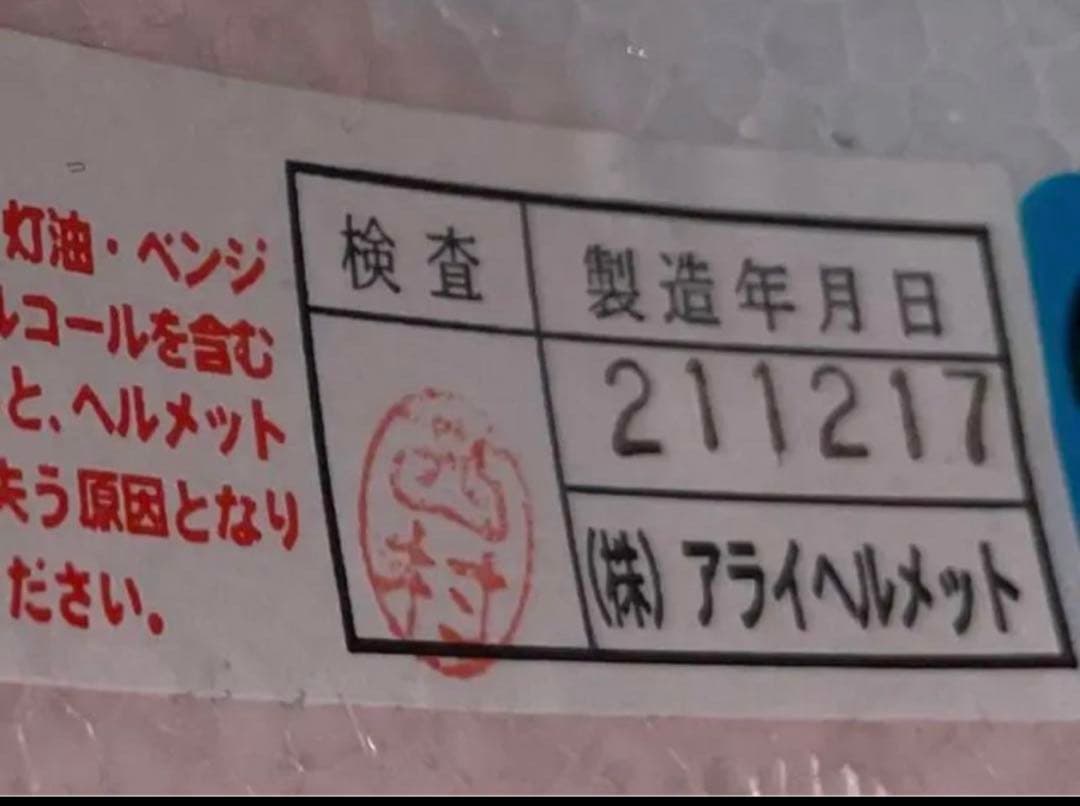 灯油・ベンジ
ルコールを含む
と、ヘルメット
失う原因となり
ださい。
検査
製造年月日
211217
(株)アライヘルメット